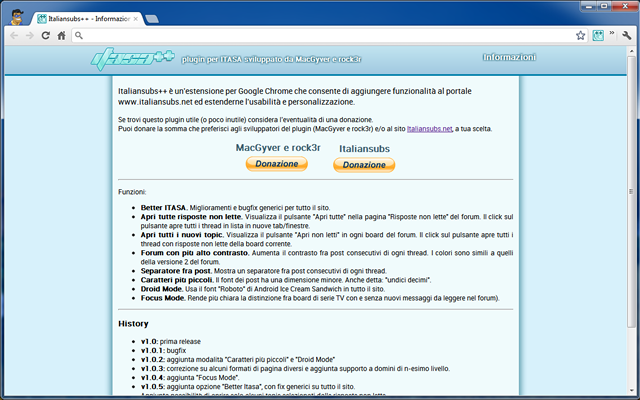 Italiansubs++ - Informazio
itasa++
plugin per ITASA sviluppato da MacGyver e rock3r
Informazioni
Italiansubs++ è un'estensione per Google Chrome che consente di aggiungere funzionalità al portale
www.italiansubs.net ed estenderne l'usabilità e personalizzazione.
Se trovi questo plugin utile (o poco inutile) considera l'eventualità di una donazione.
Puoi donare la somma che preferisci agli sviluppatori del plugin (MacGyver e rock3r) e/o al sito Italiansubs.net, a tua scelta.
MacGyver e rock3r
Italiansubs
Donazione
Donazione
Funzioni:
• Better ITASA. Miglioramenti e bugfix generici per tutto il sito.
• Apri tutte risposte non lette. Visualizza il pulsante "Apri tutte" nella pagina "Risposte non lette" del forum. Il click sul
pulsante apre tutti i thread in lista in nuove tab/finestre.
• Apri tutti i nuovi topic. Visualizza il pulsante "Apri non letti" in ogni board del forum. Il click sul pulsante apre tutti i
thread con risposte non lette della board corrente.
• Forum con più alto contrasto. Aumenta il contrasto fra post consecutivi di ogni thread. I colori sono simili a quelli
della versione 2 del forum.
• Separatore fra post. Mostra un separatore fra post consecutivi di ogni thread.
• Caratteri più piccoli. Il font dei post ha una dimensione minore. Anche detta: "undici decimi".
• Droid Mode. Usa il font "Roboto" di Android Ice Cream Sandwich in tutto il sito.
• Focus Mode. Rende più chiara la distinzione fra board di serie TV con e senza nuovi messaggi da leggere nel forum).
History
• v1.0: prima release
• v1.0.1: bugfix
• v1.0.2: aggiunta modalità "Caratteri più piccoli" e "Droid Mode"
• v1.0.3: correzione su alcuni formati di pagina diversi e aggiunta supporto a domini di n-esimo livello.
• v1.0.4: aggiunta "Focus Mode".
• v1.0.5: aggiunta opzione "Better Itasa", con fix generici su tutto il sito.